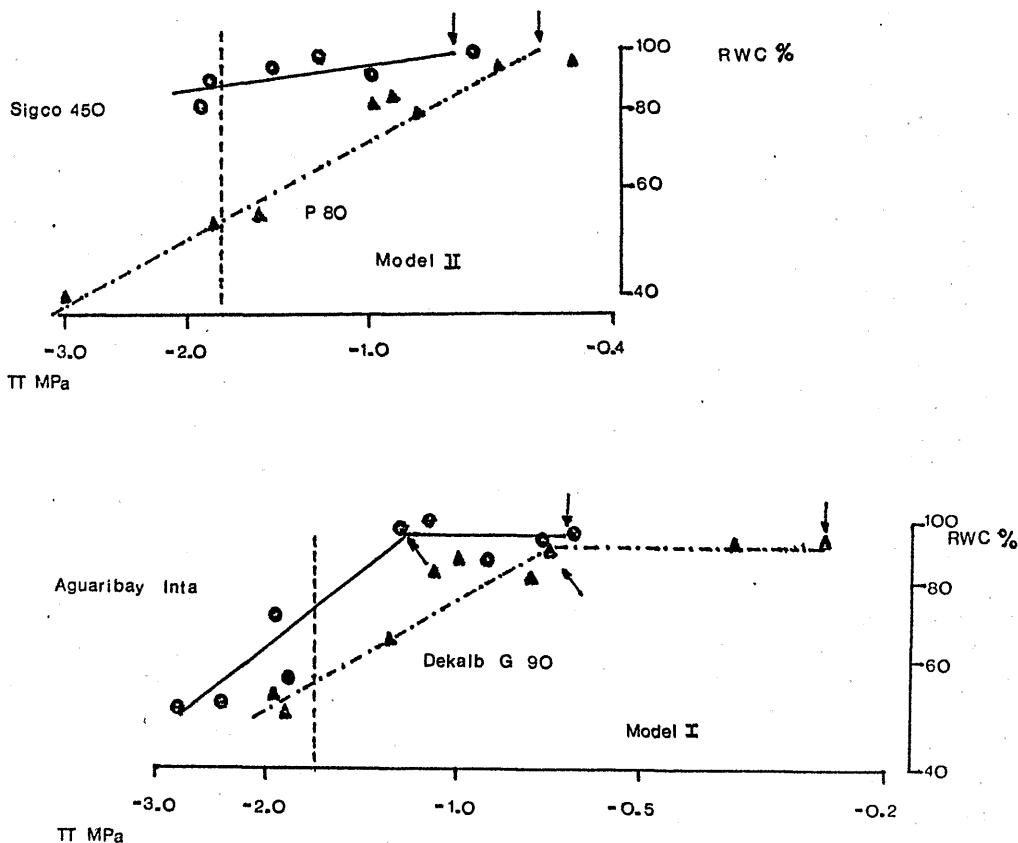 RWC %
100
Sigco 450
80
60
P 80
Model II
40
-3.0 -2.0 -1.0 -0.4
TT MPa
100
RWC %
Aguaribay Inta
80
60
Dekalb G 90
Model I
40
-3.0 -2.0 -1.0 -0.5 -0.2
TT MPa